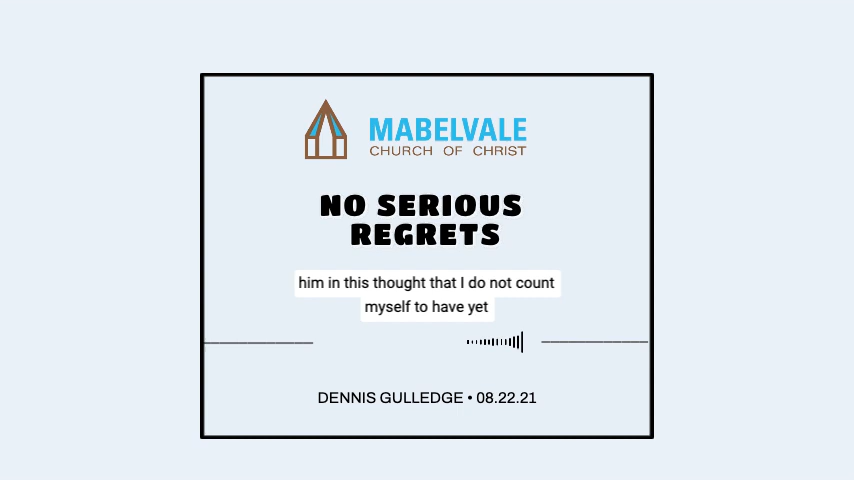 MABELVALE
CHURCH OF CHRIST
NO SERIOUS
REGRETS
him in this thought that I do not count
myself to have yet
DENNIS GULLEDGE • 08.22.21